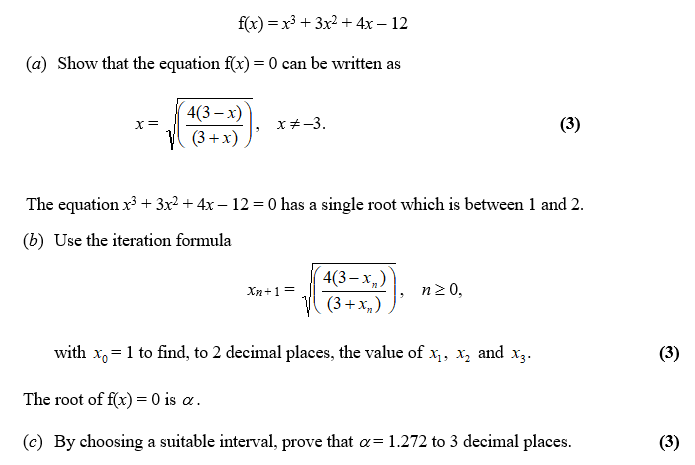 f(x) = x³ + 3x² + 4x – 12
(a) Show that the equation f(x) = 0 can be written as
x = √(4(3 – x)/(3 + x)), x ≠ –3.
(3)
The equation x³ + 3x² + 4x – 12 = 0 has a single root which is between 1 and 2.
(b) Use the iteration formula
xₙ₊₁ = √(4(3 – xₙ)/(3 + xₙ)), n ≥ 0,
with x₀ = 1 to find, to 2 decimal places, the value of x₁, x₂ and x₃.
(3)
The root of f(x) = 0 is α.
(c) By choosing a suitable interval, prove that α = 1.272 to 3 decimal places.
(3)